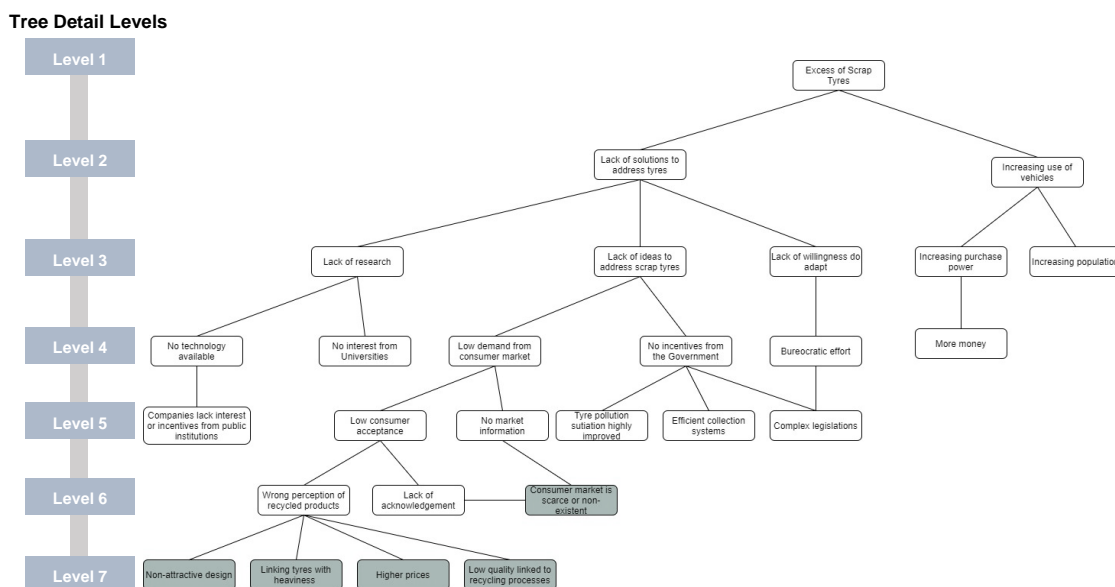 Tree Detail Levels
Level 1
Excess of Scrap
Tyres
Level 2
Lack of solutions to
address tyres
Increasing use of
vehicles
Level 3
Lack of research
Lack of ideas to
address scrap tyres
Lack of willingness do
adapt
Increasing purchase
power
Increasing population
Level 4
No technology
available
No interest from
Universities
Low demand from
consumer market
No incentives from
the Government
Bureocratic effort
More money
Level 5
Companies lack interest
or incentives from public
institutions
Low consumer
acceptance
No market
information
Tyre pollution
sutiation highly
improved
Efficient collection
systems
Complex legislations
Level 6
Wrong perception of
recycled products
Lack of
acknowledgement
Consumer market is
scarce or non-
existent
Level 7
Non-attractive design
Linking tyres with
heaviness
Higher prices
Low quality linked to
recycling processes